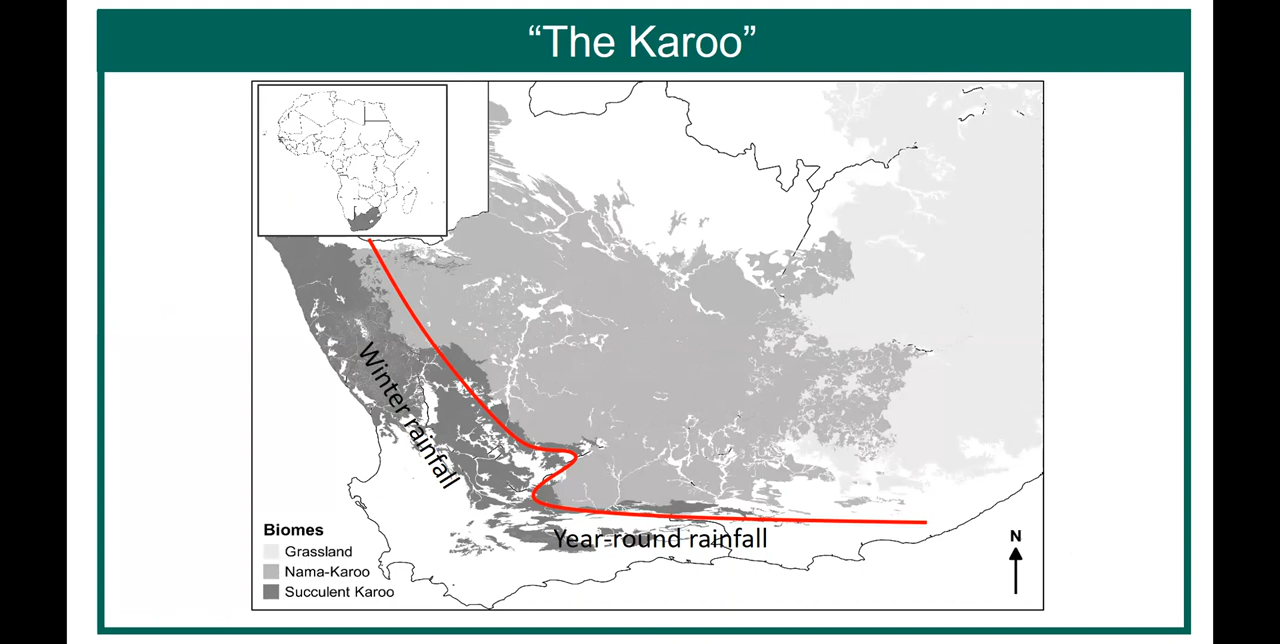 “The Karoo”
Winter rainfall
Year-round rainfall
Biomes
Grassland
Nama-Karoo
Succulent Karoo
N